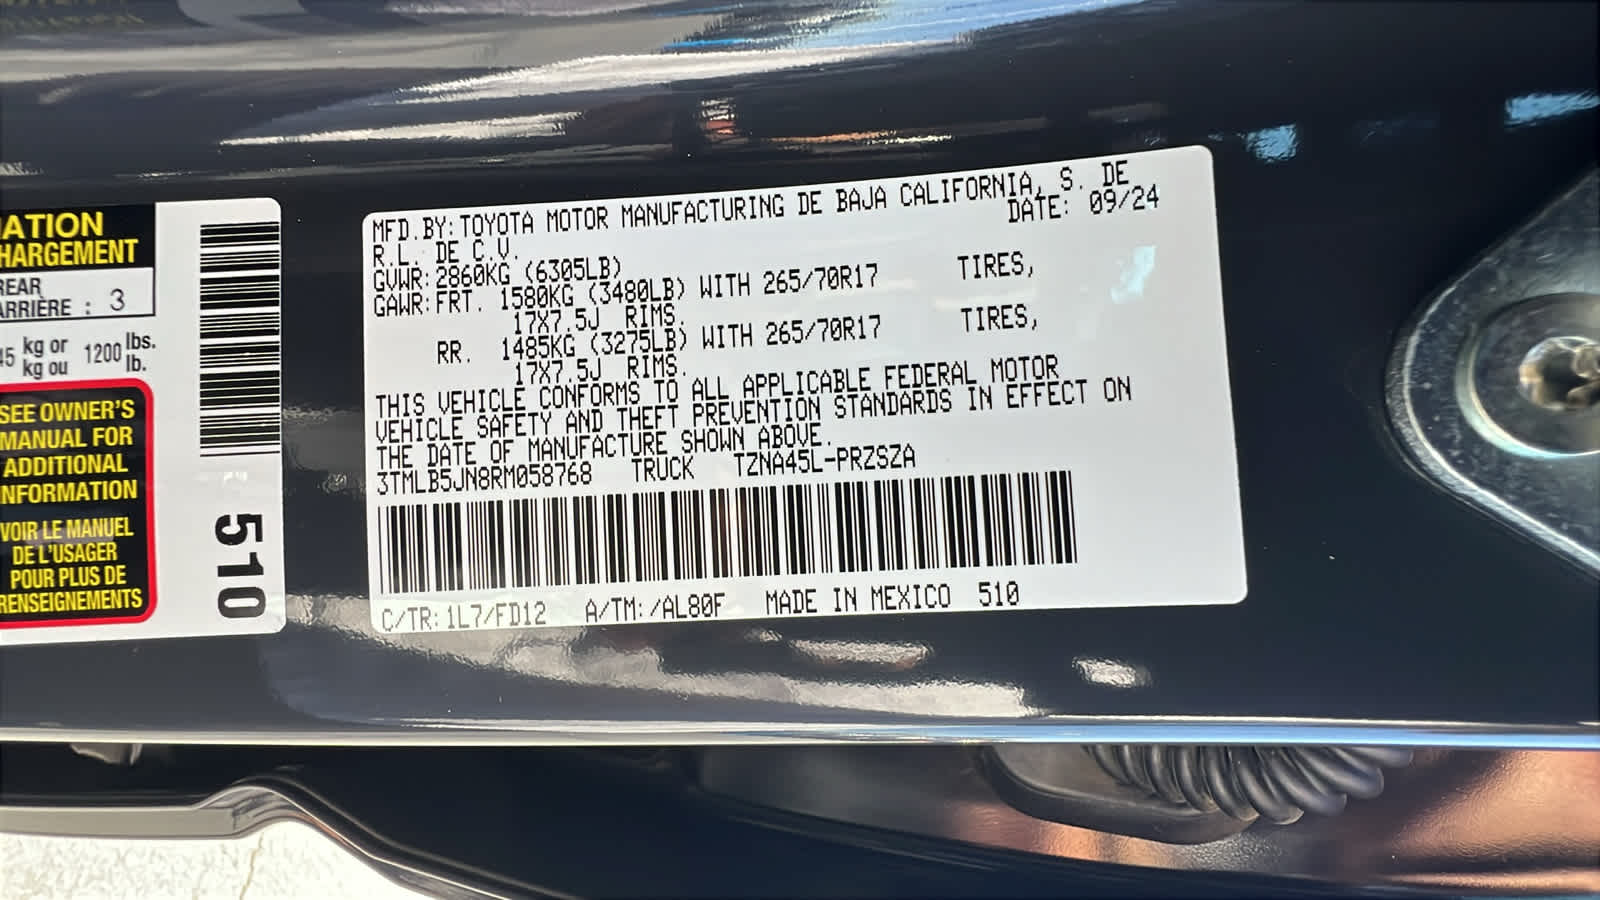 ATION
HARGEMENT
REAR
ARRIÈRE : 3
45 kg or 1200 lbs.
kg ou lb.
SEE OWNER'S
MANUAL FOR
ADDITIONAL
INFORMATION
VOIR LE MANUEL
DE L'USAGER
POUR PLUS DE
RENSEIGNEMENTS
510
MFD.BY:TOYOTA MOTOR MANUFACTURING DE BAJA CALIFORNIA, S. DE
R.L. DE C.V. DATE: 09/24
GVWR:2860KG (6305LB)
GAWR:FRT. 1580KG (3480LB) WITH 265/70R17 TIRES,
17X7.5J RIMS.
RR. 1485KG (3275LB) WITH 265/70R17 TIRES,
17X7.5J RIMS.
THIS VEHICLE CONFORMS TO ALL APPLICABLE FEDERAL MOTOR
VEHICLE SAFETY AND THEFT PREVENTION STANDARDS IN EFFECT ON
THE DATE OF MANUFACTURE SHOWN ABOVE.
3TMLB5JN8RM058768 TRUCK TZNA45L-PRZSZA
C/TR:1L7/FD12 A/TM:/AL80F MADE IN MEXICO 510